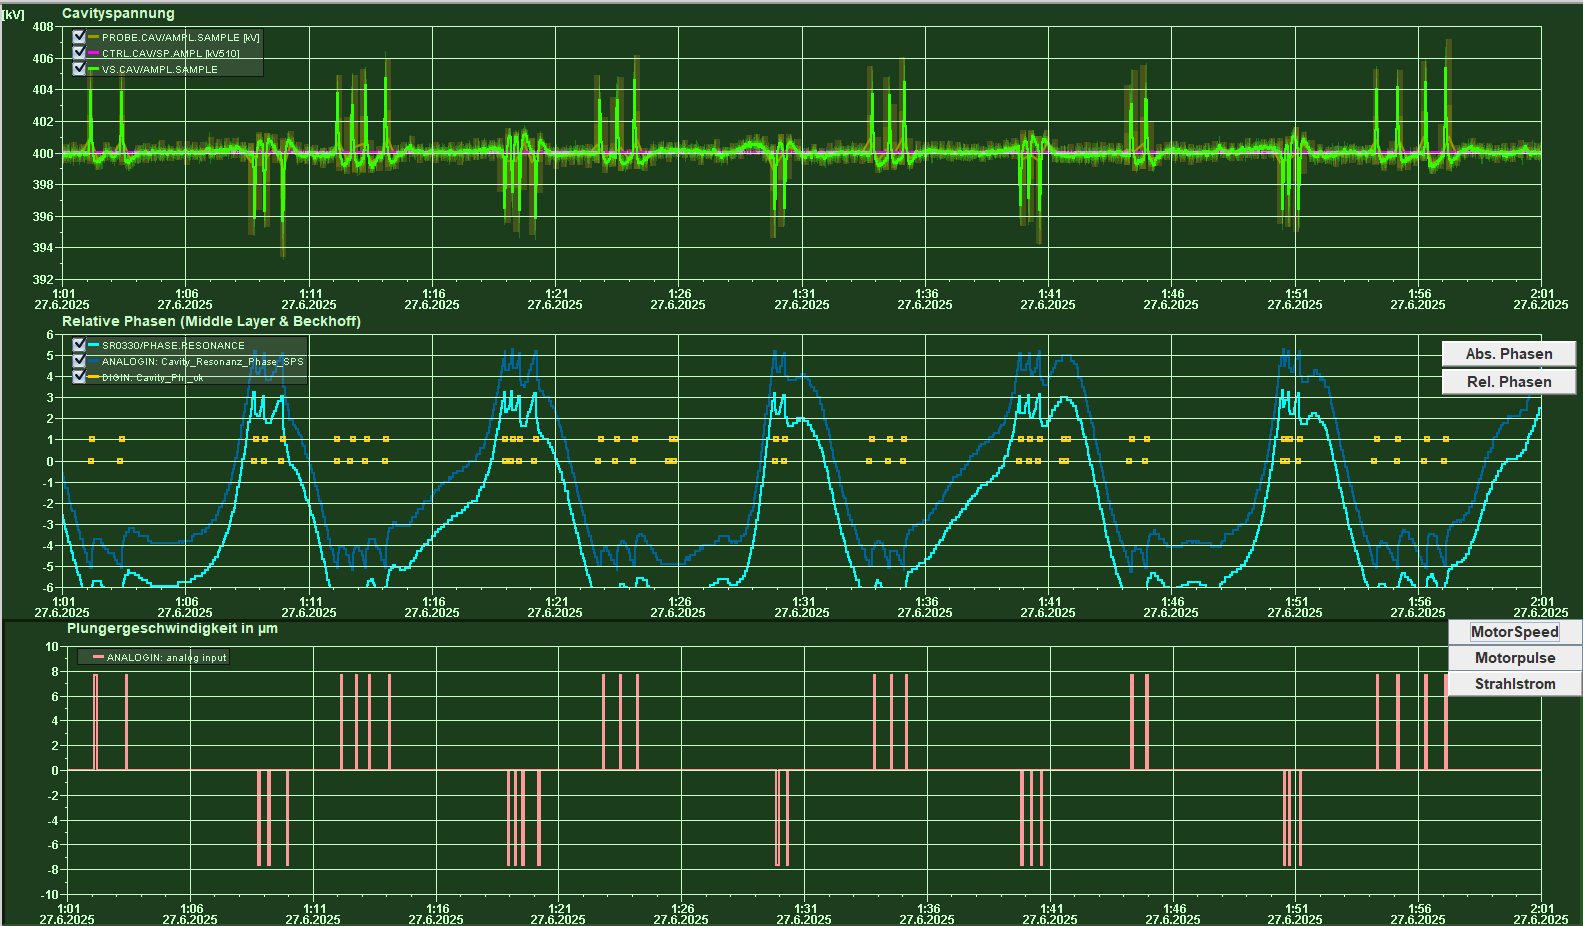 Cavityspannung
[kV]
408
406
404
402
400
398
396
394
392
PROBE.CAV/AMPL.SAMPLE [kV]
CTRL.CAV/SP.AMPL [kV510]
VS.CAV/AMPL.SAMPLE
1:01 1:06 1:11 1:16 1:21 1:26 1:31 1:36 1:41 1:46 1:51 1:56 2:01
27.6.2025 27.6.2025 27.6.2025 27.6.2025 27.6.2025 27.6.2025 27.6.2025 27.6.2025 27.6.2025 27.6.2025 27.6.2025 27.6.2025 27.6.2025
Relative Phasen (Middle Layer & Beckhoff)
6
5
4
3
2
1
0
-1
-2
-3
-4
-5
-6
SR0330/PHASE.RESONANCE
ANALOGIN: Cavity_Resonanz_Phase_SPS
DIGIN: Cavity_Ph_ok
Abs. Phasen
Rel. Phasen
1:01 1:06 1:11 1:16 1:21 1:26 1:31 1:36 1:41 1:46 1:51 1:56 2:01
27.6.2025 27.6.2025 27.6.2025 27.6.2025 27.6.2025 27.6.2025 27.6.2025 27.6.2025 27.6.2025 27.6.2025 27.6.2025 27.6.2025 27.6.2025
Plungergeschwindigkeit in µm
10
8
6
4
2
0
-2
-4
-6
-8
-10
ANALOGIN: analog input
MotorSpeed
Motorpulse
Strahlstrom
1:01 1:06 1:11 1:16 1:21 1:26 1:31 1:36 1:41 1:46 1:51 1:56 2:01
27.6.2025 27.6.2025 27.6.2025 27.6.2025 27.6.2025 27.6.2025 27.6.2025 27.6.2025 27.6.2025 27.6.2025 27.6.2025 27.6.2025 27.6.2025